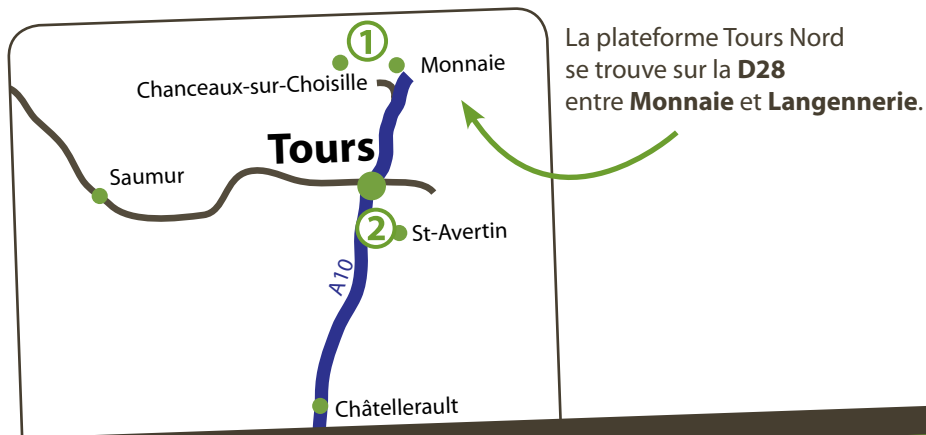 La plateforme Tours Nord
se trouve sur la D28
entre Monnaie et Langennerie.
1
Monnaie
Chanceaux-sur-Choisille
Tours
Saumur
2
St-Avertin
A10
Châtellerault